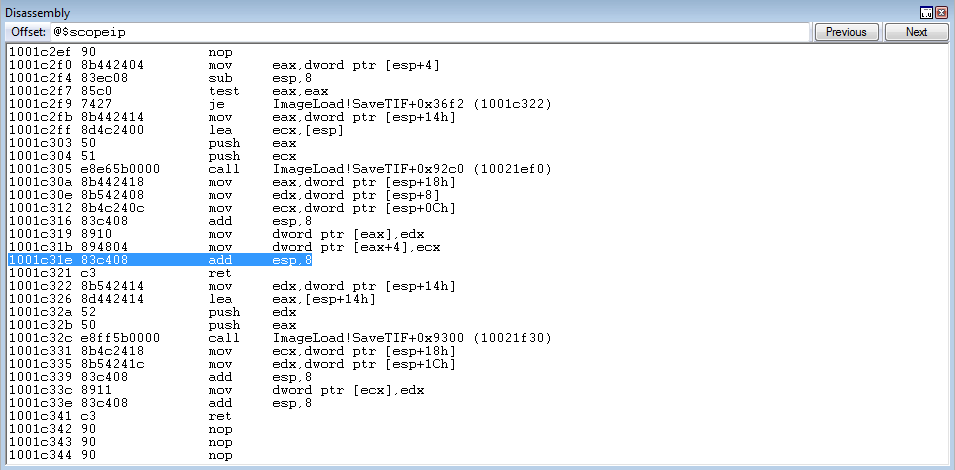 Disassembly
Offset: @$scopeip Previous Next
1001c2ef 90 nop
1001c2f0 8b442404 mov eax,dword ptr [esp+4]
1001c2f4 83ec08 sub esp,8
1001c2f7 85c0 test eax,eax
1001c2f9 7427 je ImageLoad!SaveTIF+0x36f2 (1001c322)
1001c2fb 8b442414 mov eax,dword ptr [esp+14h]
1001c2ff 8d4c2400 lea ecx,[esp]
1001c303 50 push eax
1001c304 51 push ecx
1001c305 e8e65b0000 call ImageLoad!SaveTIF+0x92c0 (10021ef0)
1001c30a 8b442418 mov eax,dword ptr [esp+18h]
1001c30e 8b542408 mov edx,dword ptr [esp+8]
1001c312 8b4c240c mov ecx,dword ptr [esp+0Ch]
1001c316 83c408 add esp,8
1001c319 8910 mov dword ptr [eax],edx
1001c31b 894804 mov dword ptr [eax+4],ecx
1001c31e 83c408 add esp,8
1001c321 c3 ret
1001c322 8b542414 mov edx,dword ptr [esp+14h]
1001c326 8d442414 lea eax,[esp+14h]
1001c32a 52 push edx
1001c32b 50 push eax
1001c32c e8ff5b0000 call ImageLoad!SaveTIF+0x9300 (10021f30)
1001c331 8b4c2418 mov ecx,dword ptr [esp+18h]
1001c335 8b54241c mov edx,dword ptr [esp+1Ch]
1001c339 83c408 add esp,8
1001c33c 8911 mov dword ptr [ecx],edx
1001c33e 83c408 add esp,8
1001c341 c3 ret
1001c342 90 nop
1001c343 90 nop
1001c344 90 nop